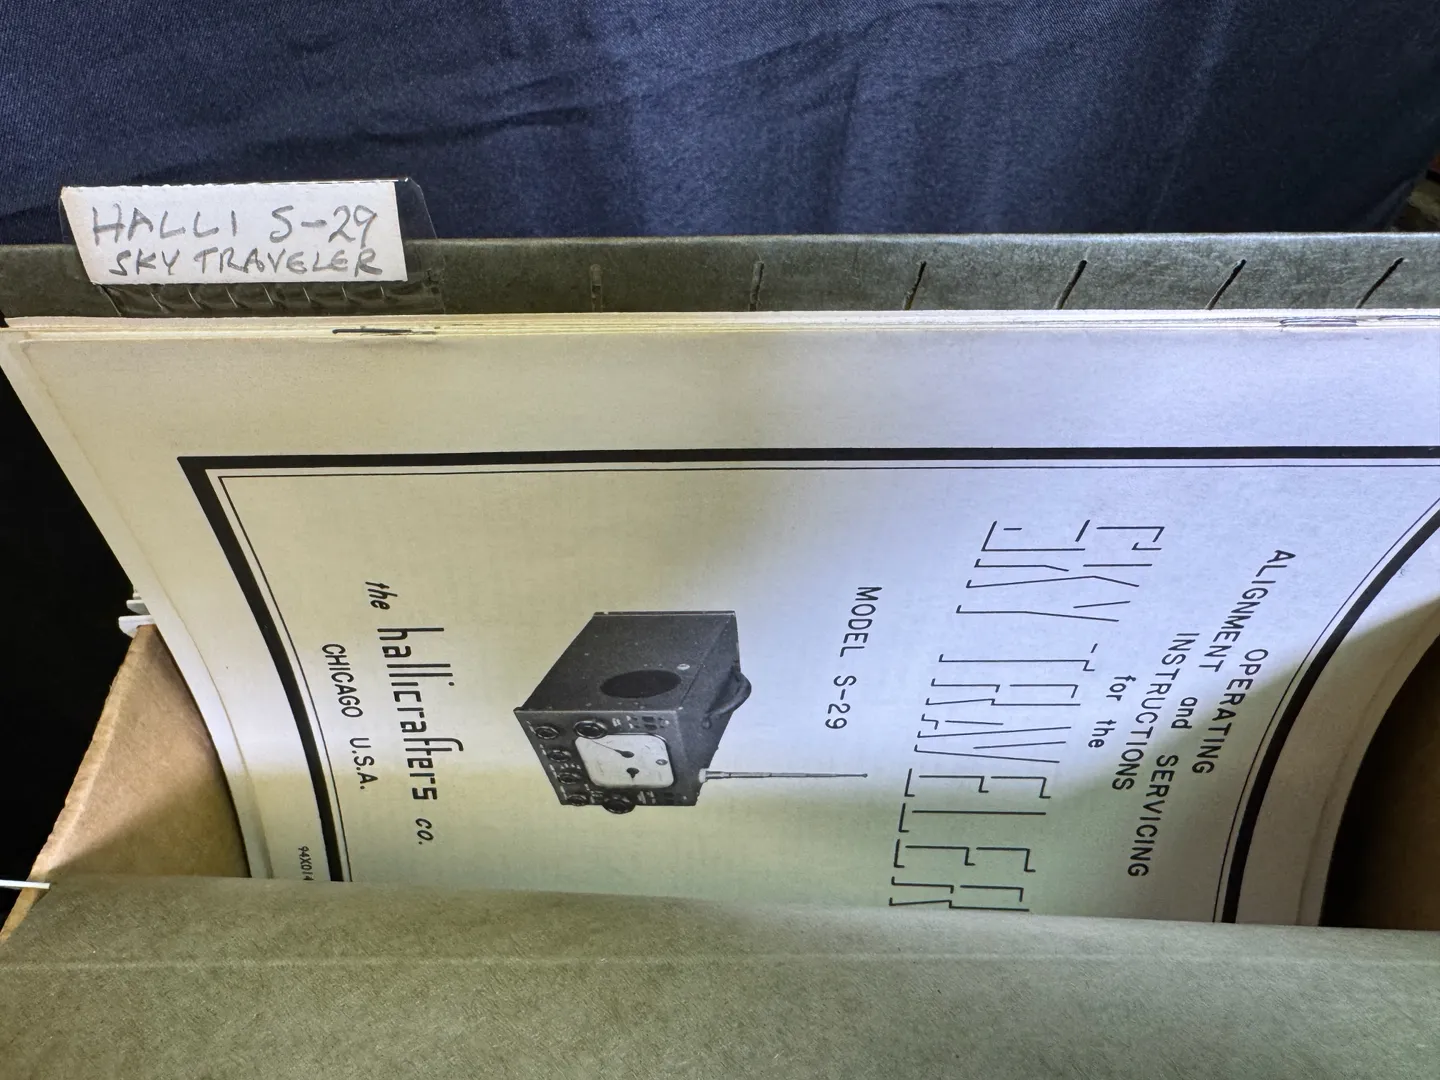 HALLI S-29
SKY TRAVELER
OPERATING
ALIGNMENT and SERVICING
INSTRUCTIONS
for the
SKY TRAVELER
MODEL S-29
the hallicrafters co.
CHICAGO U.S.A.